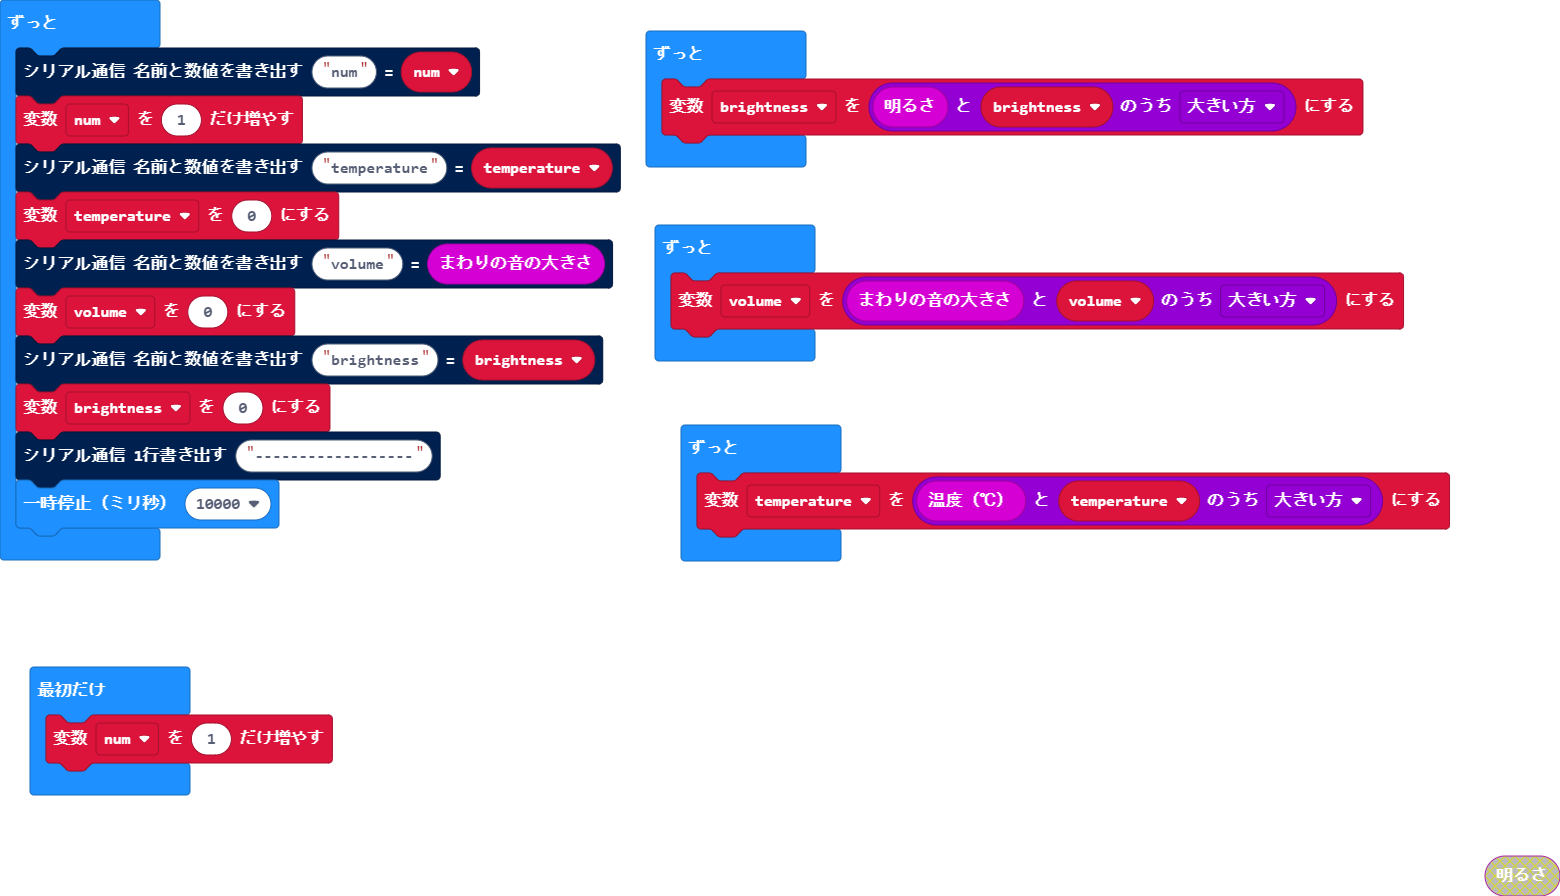 ずっと
シリアル通信 名前と数値を書き出す "num" = num
変数 num を 1 だけ増やす
シリアル通信 名前と数値を書き出す "temperature" = temperature
変数 temperature を 0 にする
シリアル通信 名前と数値を書き出す "volume" = まわりの音の大きさ
変数 volume を 0 にする
シリアル通信 名前と数値を書き出す "brightness" = brightness
変数 brightness を 0 にする
シリアル通信 1行書き出す "------------------"
一時停止（ミリ秒） 10000
最初だけ
変数 num を 1 だけ増やす
ずっと
変数 brightness を 明るさ と brightness のうち 大きい方 にする
ずっと
変数 volume を まわりの音の大きさ と volume のうち 大きい方 にする
ずっと
変数 temperature を 温度（℃） と temperature のうち 大きい方 にする
明るさ